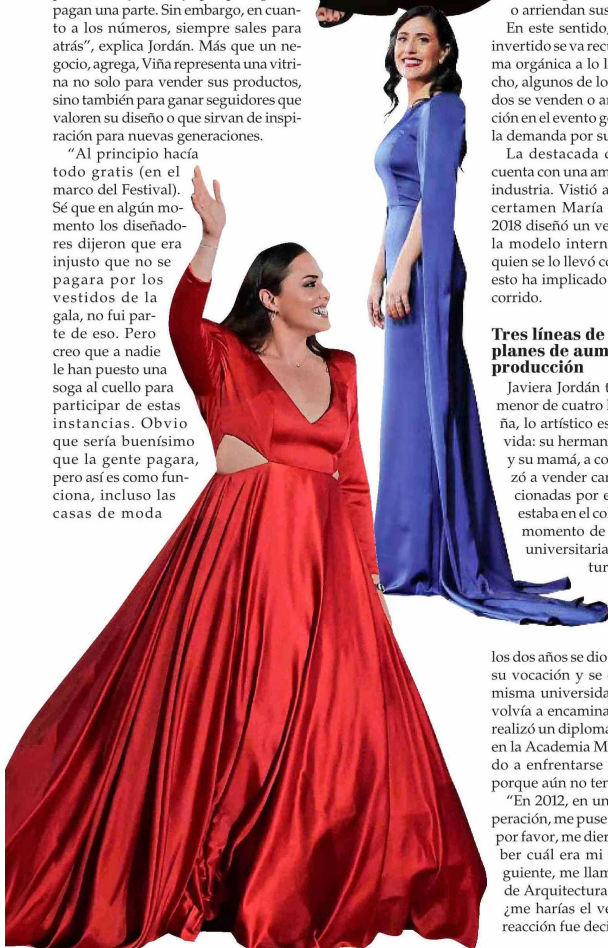 pagan una parte. Sin embargo, en cuan-
to a los números, siempre sales para
atrás”, explica Jordán. Más que un ne-
gocio, agrega, Viña representa una vitri-
na no solo para vender sus productos,
sino también para ganar seguidores que
valoren su diseño o que sirvan de inspi-
ración para nuevas generaciones.
“Al principio hacía
todo gratis (en el
marco del Festival).
Sé que en algún mo-
mento los diseñado-
res dijeron que era
injusto que no se
pagara por los
vestidos de la
gala, no fui par-
te de eso. Pero
creo que a nadie
le han puesto una
soga al cuello para
participar de estas
instancias. Obvio
que sería buenísimo
que la gente pagara,
pero así es como fun-
ciona, incluso las
casas de moda
o arriendan sus
En este sentido,
invertido se va recu
ma orgánica a lo l
cho, algunos de lo
dos se venden o ar
ción en el evento ge
la demanda por su
La destacada d
cuenta con una am
industria. Vistió a
certamen María
2018 diseñó un ve
la modelo intern
quien se lo llevó co
esto ha implicado
corrido.
Tres líneas de
planes de aum
producción
Javiera Jordán t
menor de cuatro l
ña, lo artístico es
vida: su herman
y su mamá, a co
zó a vender car
cionadas por e
estaba en el col
momento de
universitaria
tur
los dos años se dio
su vocación y se
misma universida
volvía a encamina
realizó un diploma
en la Academia M
do a enfrentarse
porque aún no ten
“En 2012, en un
peración, me puse
por favor, me dier
ber cuál era mi
guiente, me llam
de Arquitectura
¿me harías el ve
reacción fue deci